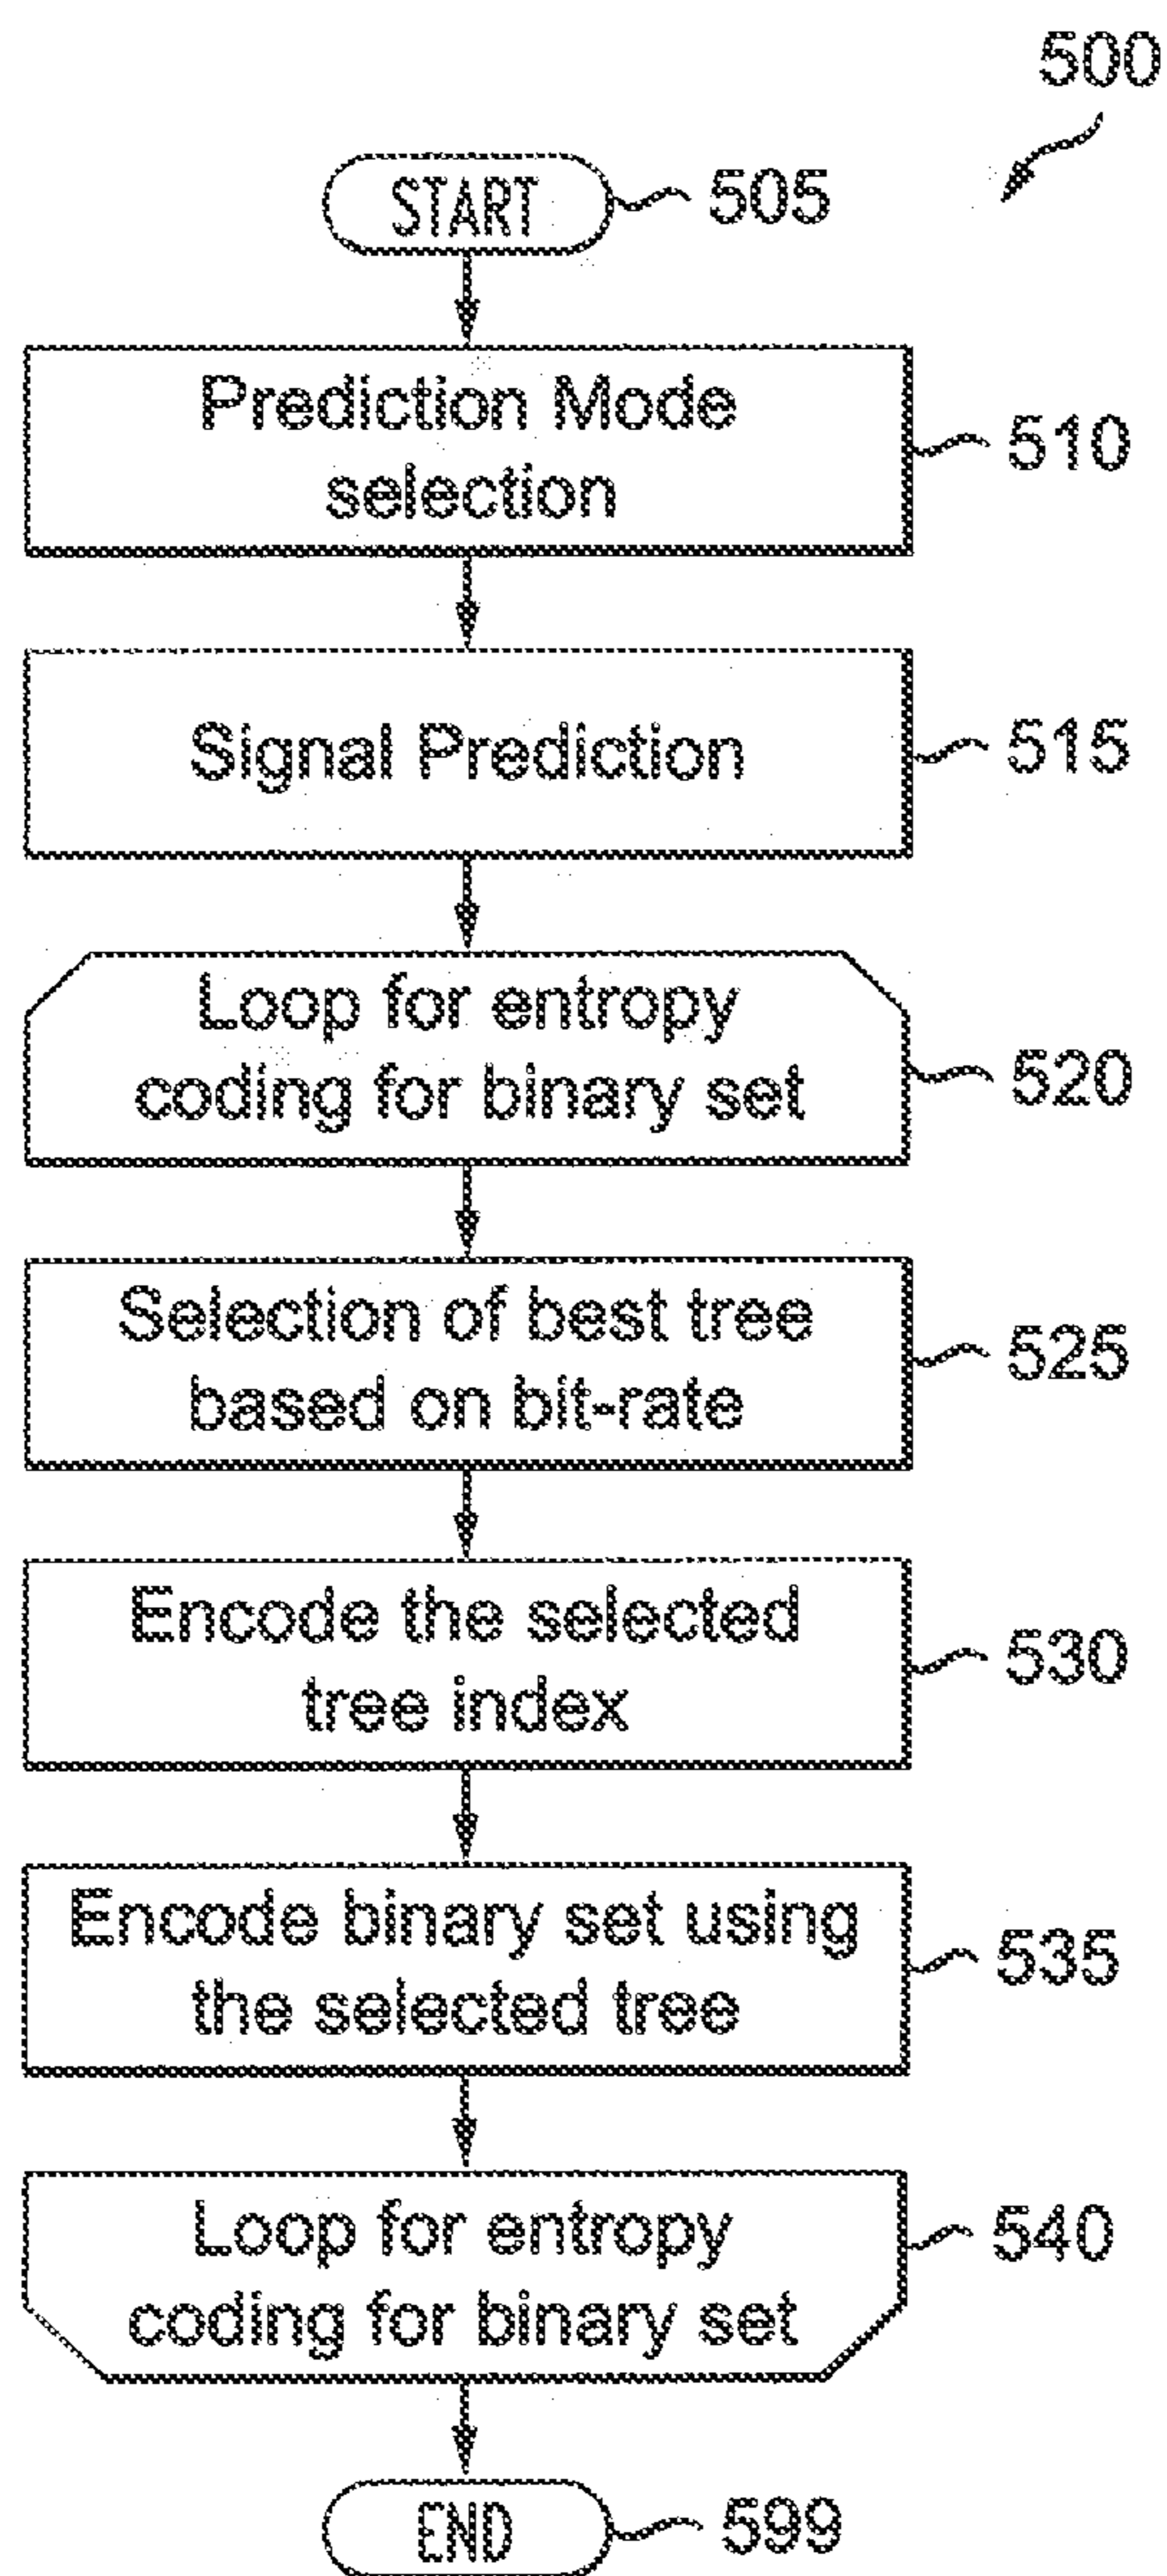 500
START
505
Prediction Mode
selection
510
Signal Prediction
515
Loop for entropy
coding for binary set
520
Selection of best tree
based on bit-rate
525
Encode the selected
tree index
530
Encode binary set using
the selected tree
535
Loop for entropy
coding for binary set
540
END
599